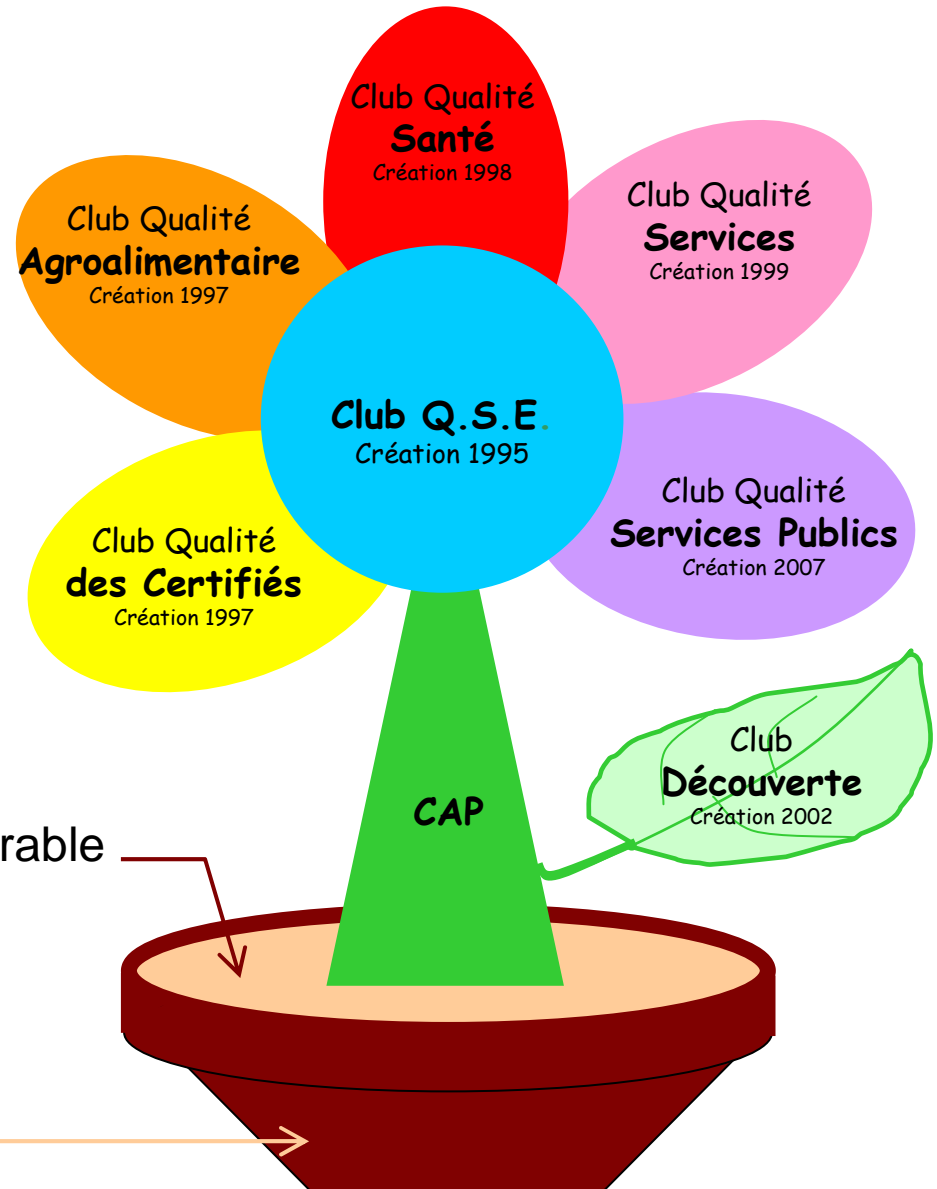 Club Qualité
Santé
Création 1998
Club Qualité
Services
Création 1999
Club Qualité
Agroalimentaire
Création 1997
Club Q.S.E.
Création 1995
Club Qualité
Services Publics
Création 2007
Club Qualité
des Certifiés
Création 1997
Club
Découverte
Création 2002
CAP
rable